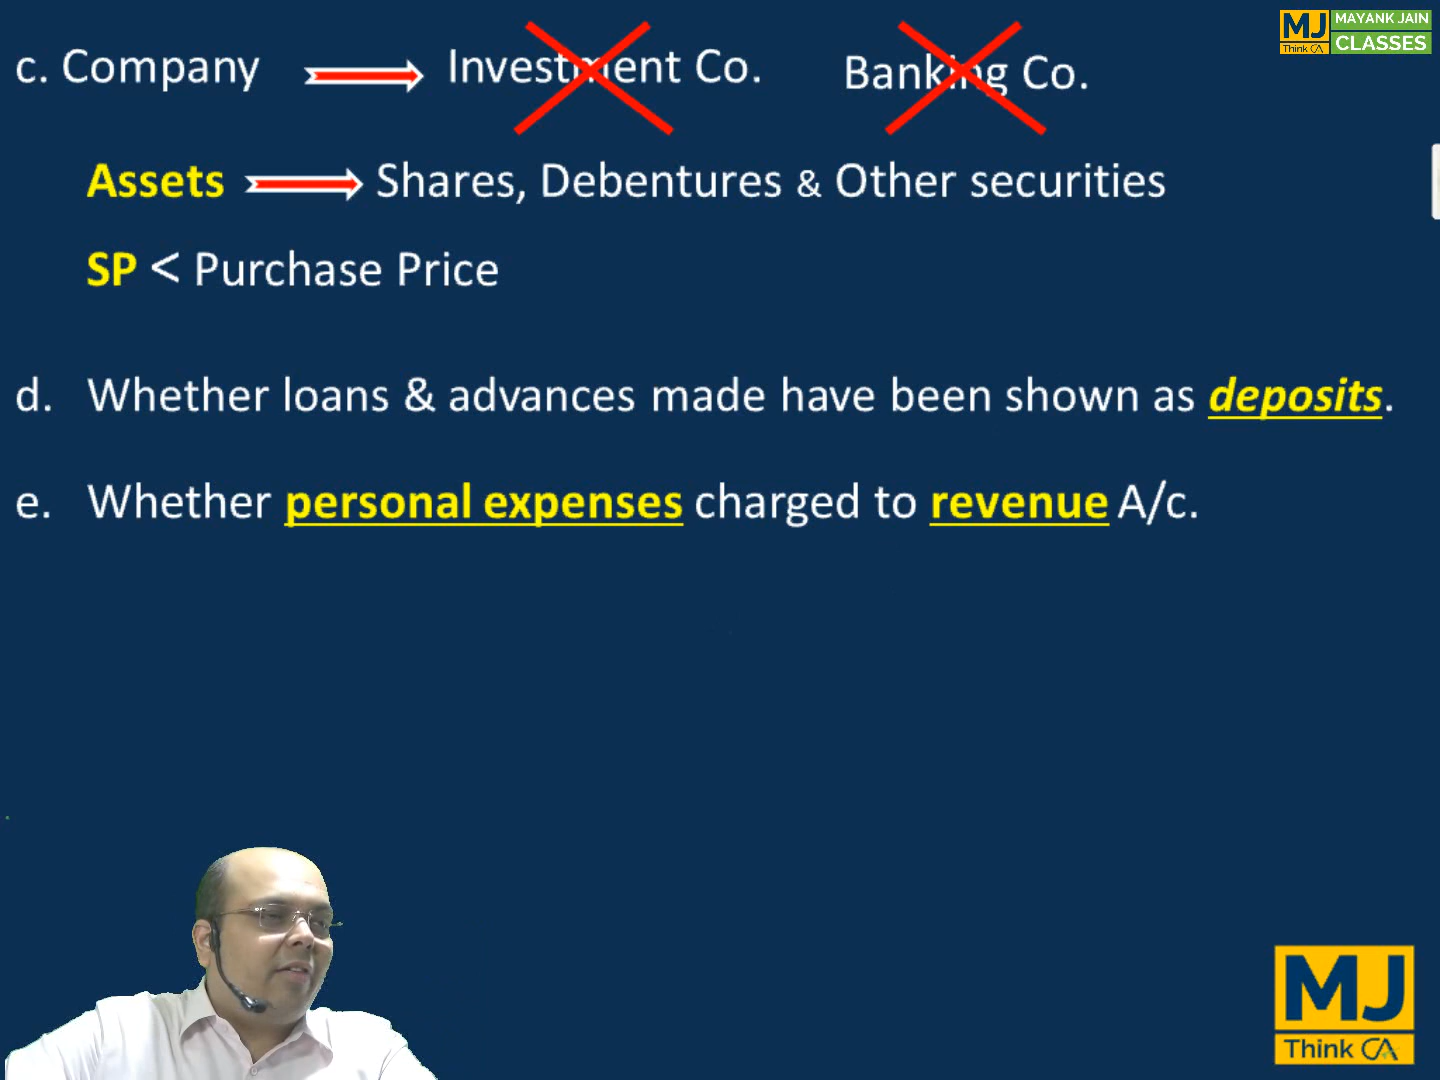 MJ MAYANK JAIN
Think CA CLASSES
c. Company Investment Co. Banking Co.
Assets Shares, Debentures & Other securities
SP < Purchase Price
d. Whether loans & advances made have been shown as deposits.
e. Whether personal expenses charged to revenue A/c.
MJ
Think CA